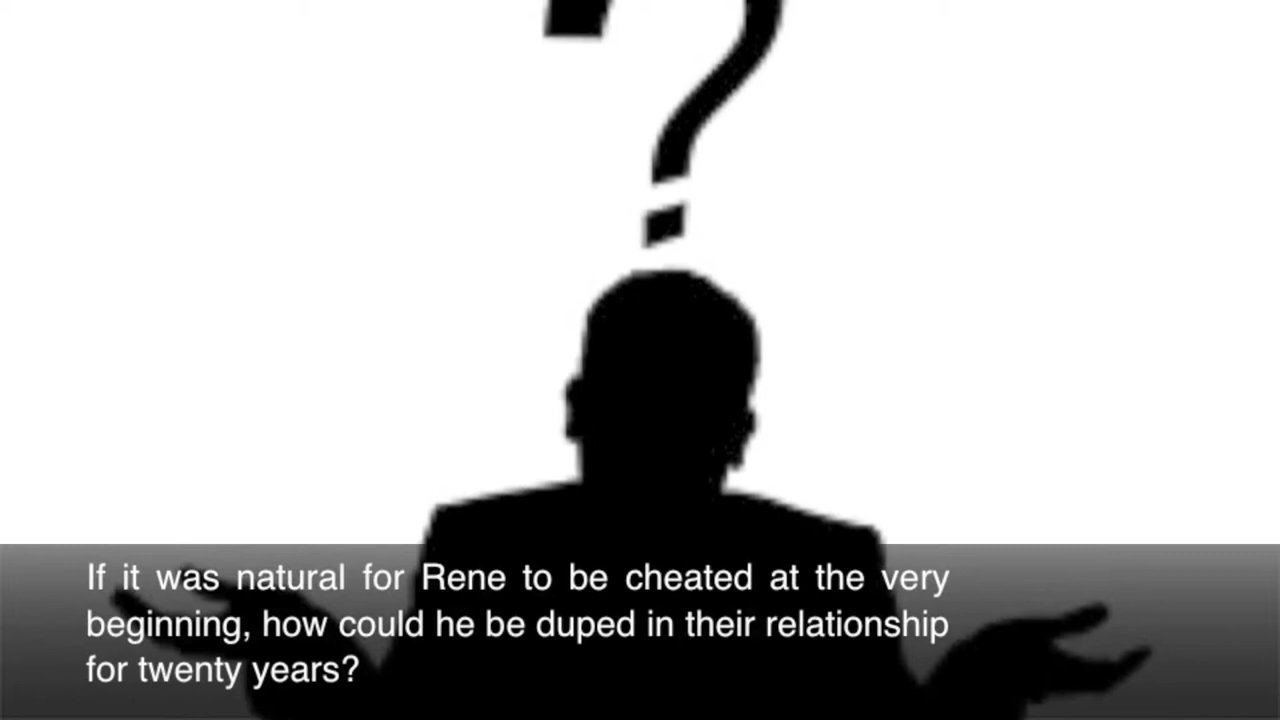 ?
If it was natural for Rene to be cheated at the very
beginning, how could he be duped in their relationship
for twenty years?